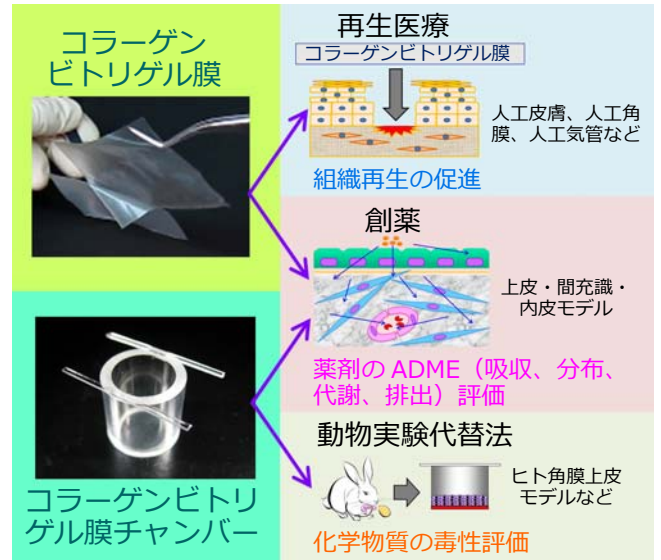 コラーゲン
ビトリゲル膜
コラーゲンビトリ
ゲル膜チャンバー
再生医療
コラーゲンビトリゲル膜
人工皮膚、人工角
膜、人工気管など
組織再生の促進
創薬
上皮・間充識・
内皮モデル
薬剤の ADME（吸収、分布、
代謝、排出）評価
動物実験代替法
ヒト角膜上皮
モデルなど
化学物質の毒性評価